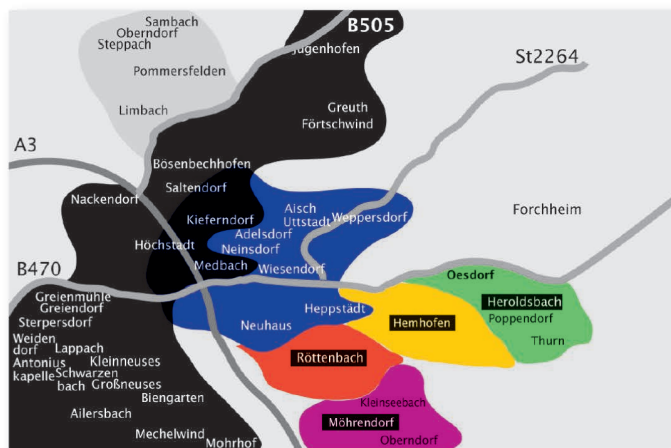 Sambach
Oberndorf
Steppach
B505
Jugenhofen
Pommersfelden
St2264
Limbach
Greuth
Förtschwind
A3
Bösenbechhofen
Saltendorf
Nackendorf
Aisch
Uttstadt
Weppersdorf
Forchheim
Kieferndorf
Adelsdorf
Höchstadt
Neinsdorf
Medbach
Wiesendorf
B470
Oesdorf
Greienmühle
Greiendorf
Heroldsbach
Heppstädt
Poppendorf
Sterpersdorf
Neuhaus
Hemhofen
Thurn
Weiden
dorf
Lappach
Antonius
kapelle
Kleinneuses
Röttenbach
Schwarzen
bach
Großneuses
Biengarten
Kleinseebach
Ailersbach
Möhrendorf
Mechelwind
Mohrhof
Oberndorf